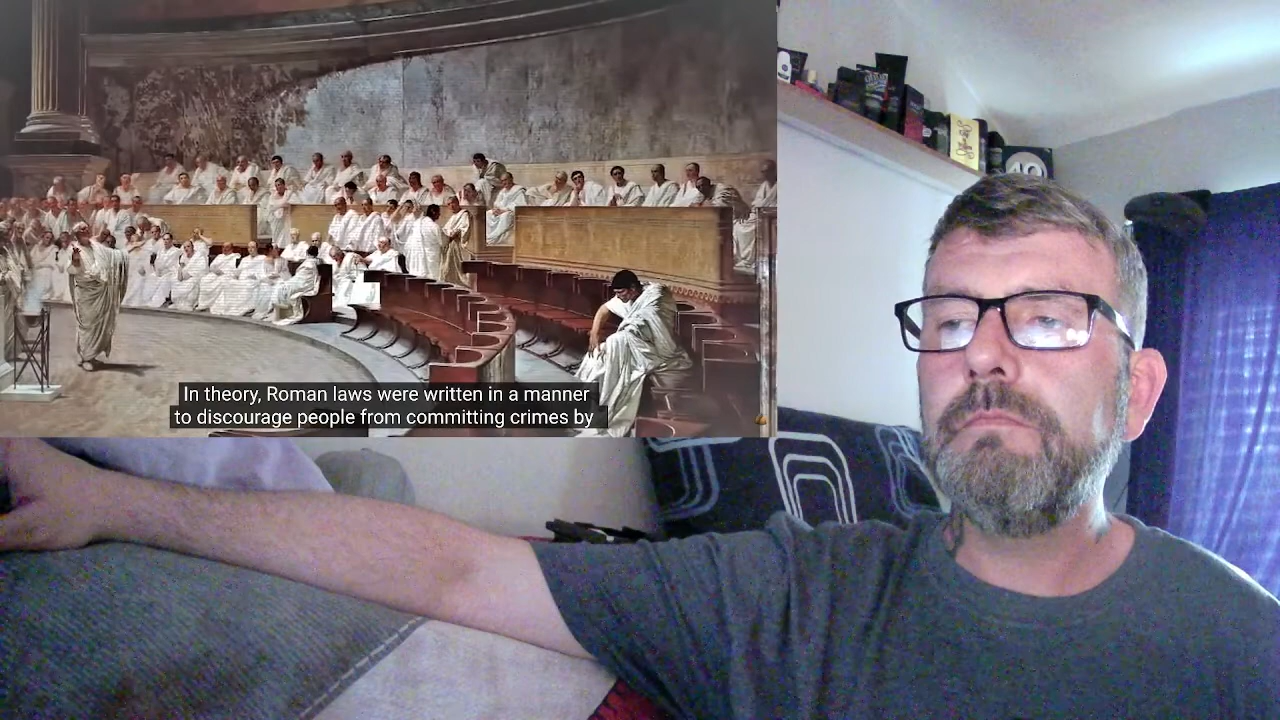 In theory, Roman laws were written in a manner
to discourage people from committing crimes by